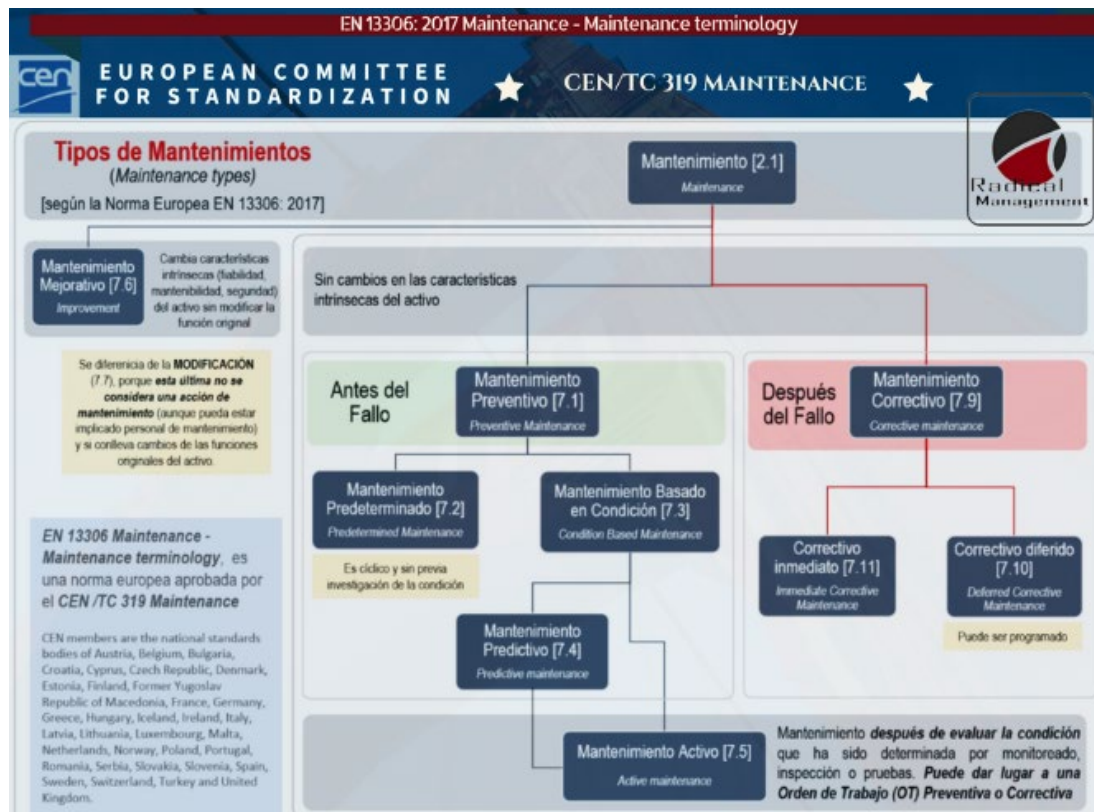 EN 13306: 2017 Maintenance - Maintenance terminology
cen
EUROPEAN COMMITTEE
FOR STANDARDIZATION
CEN/TC 319 MAINTENANCE
Radical
Management
Tipos de Mantenimientos
(Maintenance types)
[según la Norma Europea EN 13306: 2017]
Mantenimiento [2.1]
Maintenance
Mantenimiento
Mejorativo [7.6]
Improvement
Cambia características
intrínsecas (fiabilidad,
mantenibilidad, seguridad)
del activo sin modificar la
función original
Sin cambios en las características
intrínsecas del activo
Se diferenicia de la MODIFICACIÓN
(7.7), porque esta última no se
considera una acción de
mantenimiento (aunque pueda estar
implicado personal de mantenimiento)
y si conlleva cambios de las funciones
originales del activo.
Antes del
Fallo
Mantenimiento
Preventivo [7.1]
Preventive Maintenance
Después
del Fallo
Mantenimiento
Correctivo [7.9]
Corrective maintenance
Mantenimiento
Predeterminado [7.2]
Predetermined Maintenance
Es cíclico y sin previa
investigación de la condición
Mantenimiento Basado
en Condición [7.3]
Condition Based Maintenance
Correctivo
inmediato [7.11]
Immediate Corrective
Maintenance
Correctivo diferido
[7.10]
Deferred Corrective
Maintenance
Puede ser programado
Mantenimiento
Predictivo [7.4]
Predictive maintenance
EN 13306 Maintenance -
Maintenance terminology, es
una norma europea aprobada por
el CEN /TC 319 Maintenance
CEN members are the national standards
bodies of Austria, Belgium, Bulgaria,
Croatia, Cyprus, Czech Republic, Denmark,
Estonia, Finland, Former Yugoslav
Republic of Macedonia, France, Germany,
Greece, Hungary, Iceland, Ireland, Italy,
Latvia, Lithuania, Luxembourg, Malta,
Netherlands, Norway, Poland, Portugal,
Romania, Serbia, Slovakia, Slovenia, Spain,
Sweden, Switzerland, Turkey and United
Kingdom.
Mantenimiento Activo [7.5]
Active maintenance
Mantenimiento después de evaluar la condición
que ha sido determinada por monitoreado,
inspección o pruebas. Puede dar lugar a una
Orden de Trabajo (OT) Preventiva o Correctiva